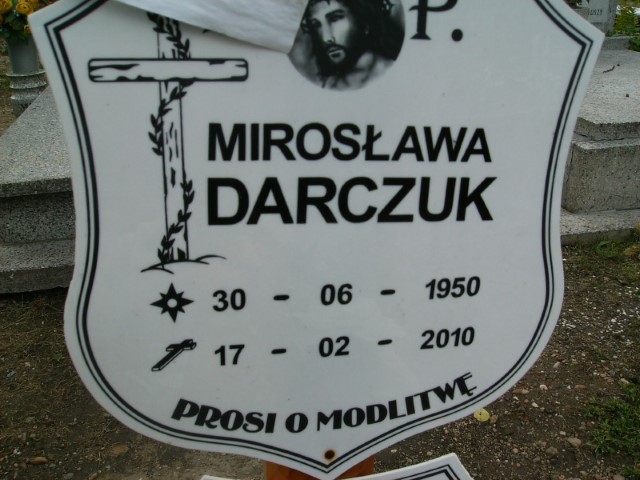 P.
MIROSŁAWA
DARCZUK
30 - 06 - 1950
17 - 02 - 2010
PROSI O MODLITWĘ